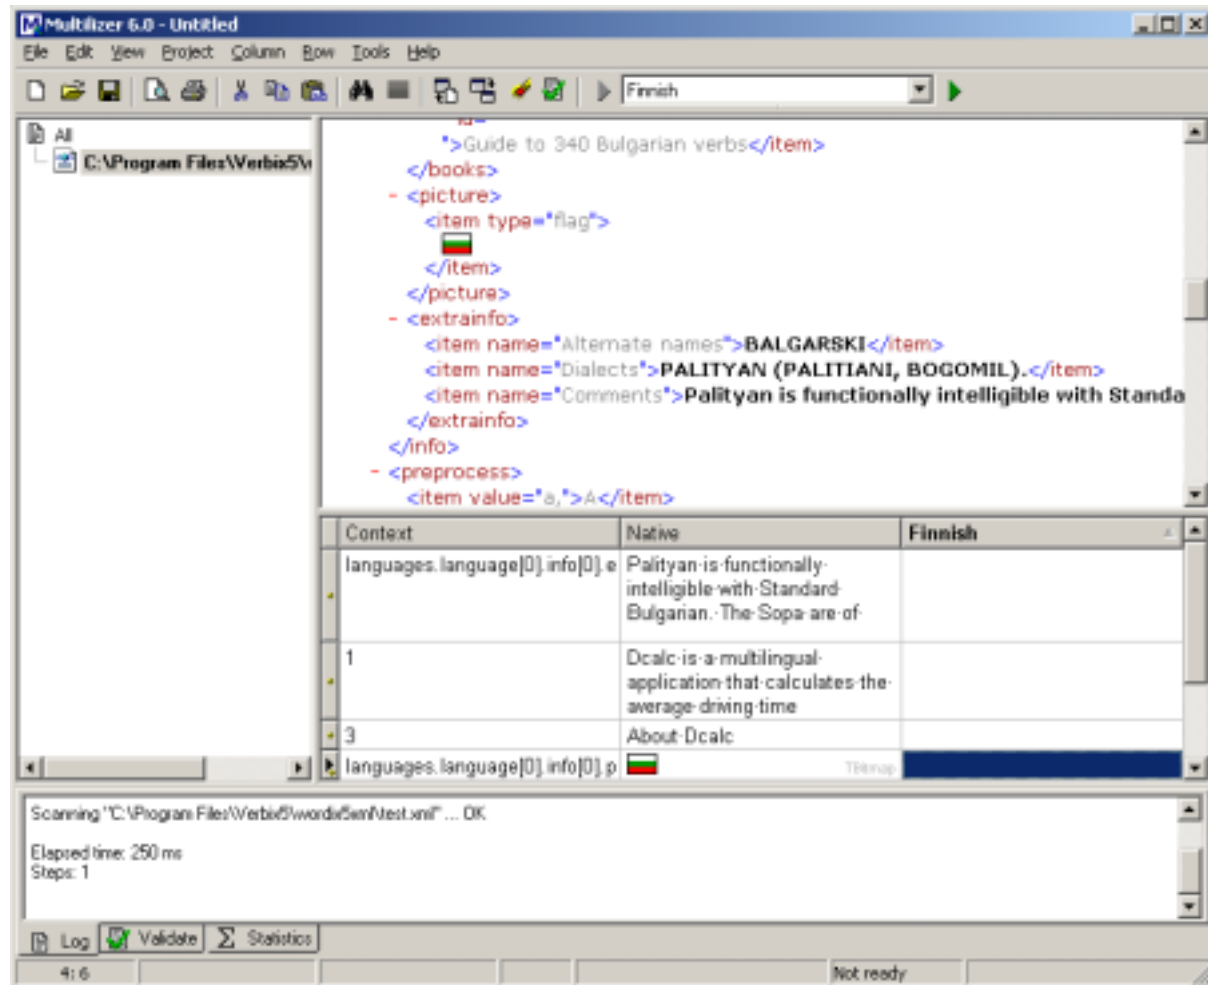 Multilizer 6.0 - Untitled
File Edit View Project Column Row Tools Help
Finnish
All
C:\Program Files\Verbix5\
">Guide to 340 Bulgarian verbs</item>
</books>
- <picture>
<item type="flag">
</item>
</picture>
- <extrainfo>
<item name="Alternate names">BALGARSKI</item>
<item name="Dialects">PALITYAN (PALITIANI, BOGOMIL).</item>
<item name="Comments">Palityan is functionally intelligible with Standa
</extrainfo>
</info>
- <preprocess>
<item value="a,">A</item>
Context Native Finnish
languages.language[0].info[0].e Palityan·is·functionally·
intelligible·with·Standard·
Bulgarian.·The·Sopa·are·of·
1 Dcalc·is·a·multilingual·
application·that·calculates·the·
average·driving·time
3 About·Dcalc
languages.language[0].info[0].p TBitmap
Scanning "C:\Program Files\Verbix5\wordix5xml\test.xml" ... OK
Elapsed time: 250 ms
Steps: 1
Log Validate Σ Statistics
4: 6 Not ready